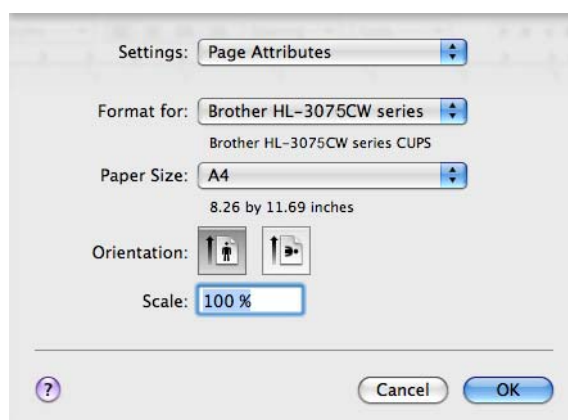 Settings: Page Attributes
Format for: Brother HL-3075CW series
Brother HL-3075CW series CUPS
Paper Size: A4
8.26 by 11.69 inches
Orientation:
Scale: 100 %
? Cancel OK